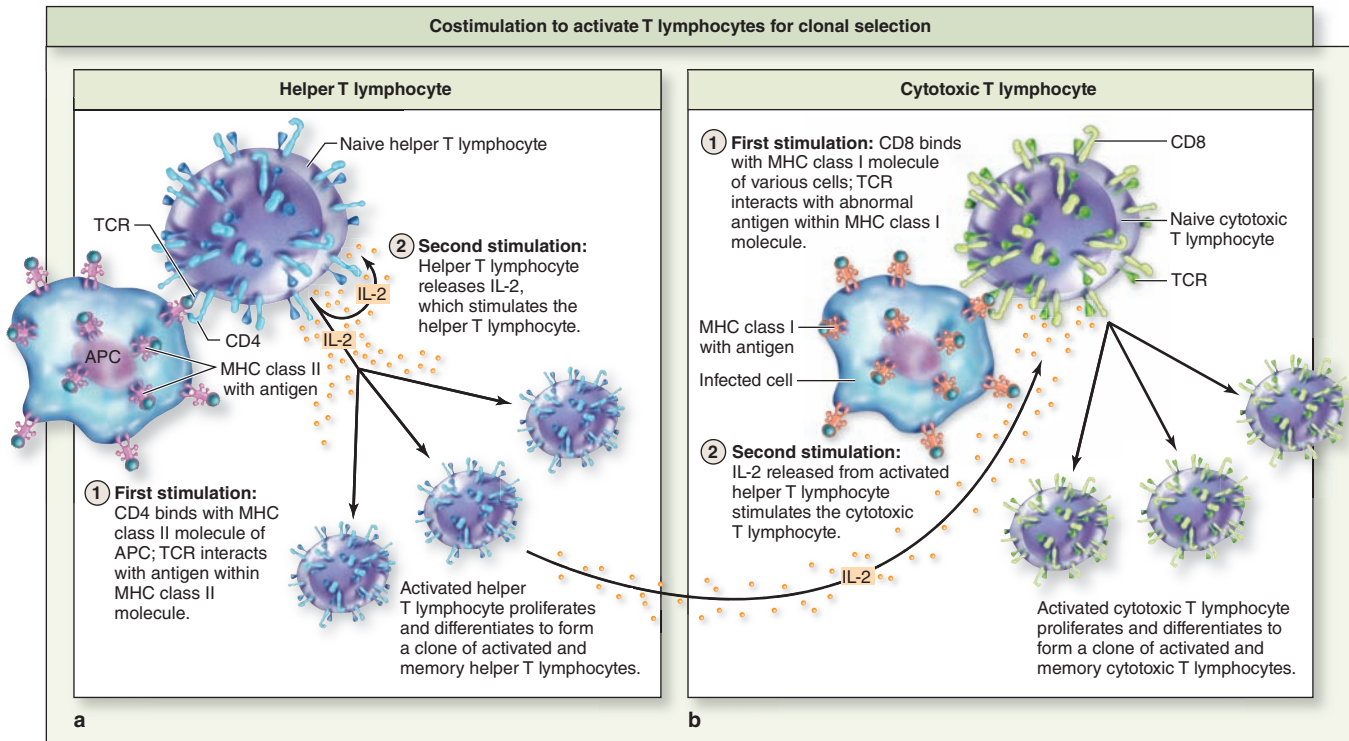 Costimulation to activate T lymphocytes for clonal selection
Helper T lymphocyte
Naive helper T lymphocyte
TCR
2 Second stimulation:
Helper T lymphocyte
releases IL-2,
which stimulates the
helper T lymphocyte.
IL-2
IL-2
CD4
APC
MHC class II
with antigen
1 First stimulation:
CD4 binds with MHC
class II molecule of
APC; TCR interacts
with antigen within
MHC class II
molecule.
Activated helper
T lymphocyte proliferates
and differentiates to form
a clone of activated and
memory helper T lymphocytes.
a
Cytotoxic T lymphocyte
1 First stimulation: CD8 binds
with MHC class I molecule
of various cells; TCR
interacts with abnormal
antigen within MHC class I
molecule.
CD8
Naive cytotoxic
T lymphocyte
TCR
MHC class I
with antigen
Infected cell
2 Second stimulation:
IL-2 released from activated
helper T lymphocyte
stimulates the cytotoxic
T lymphocyte.
IL-2
Activated cytotoxic T lymphocyte
proliferates and differentiates to
form a clone of activated and
memory cytotoxic T lymphocytes.
b